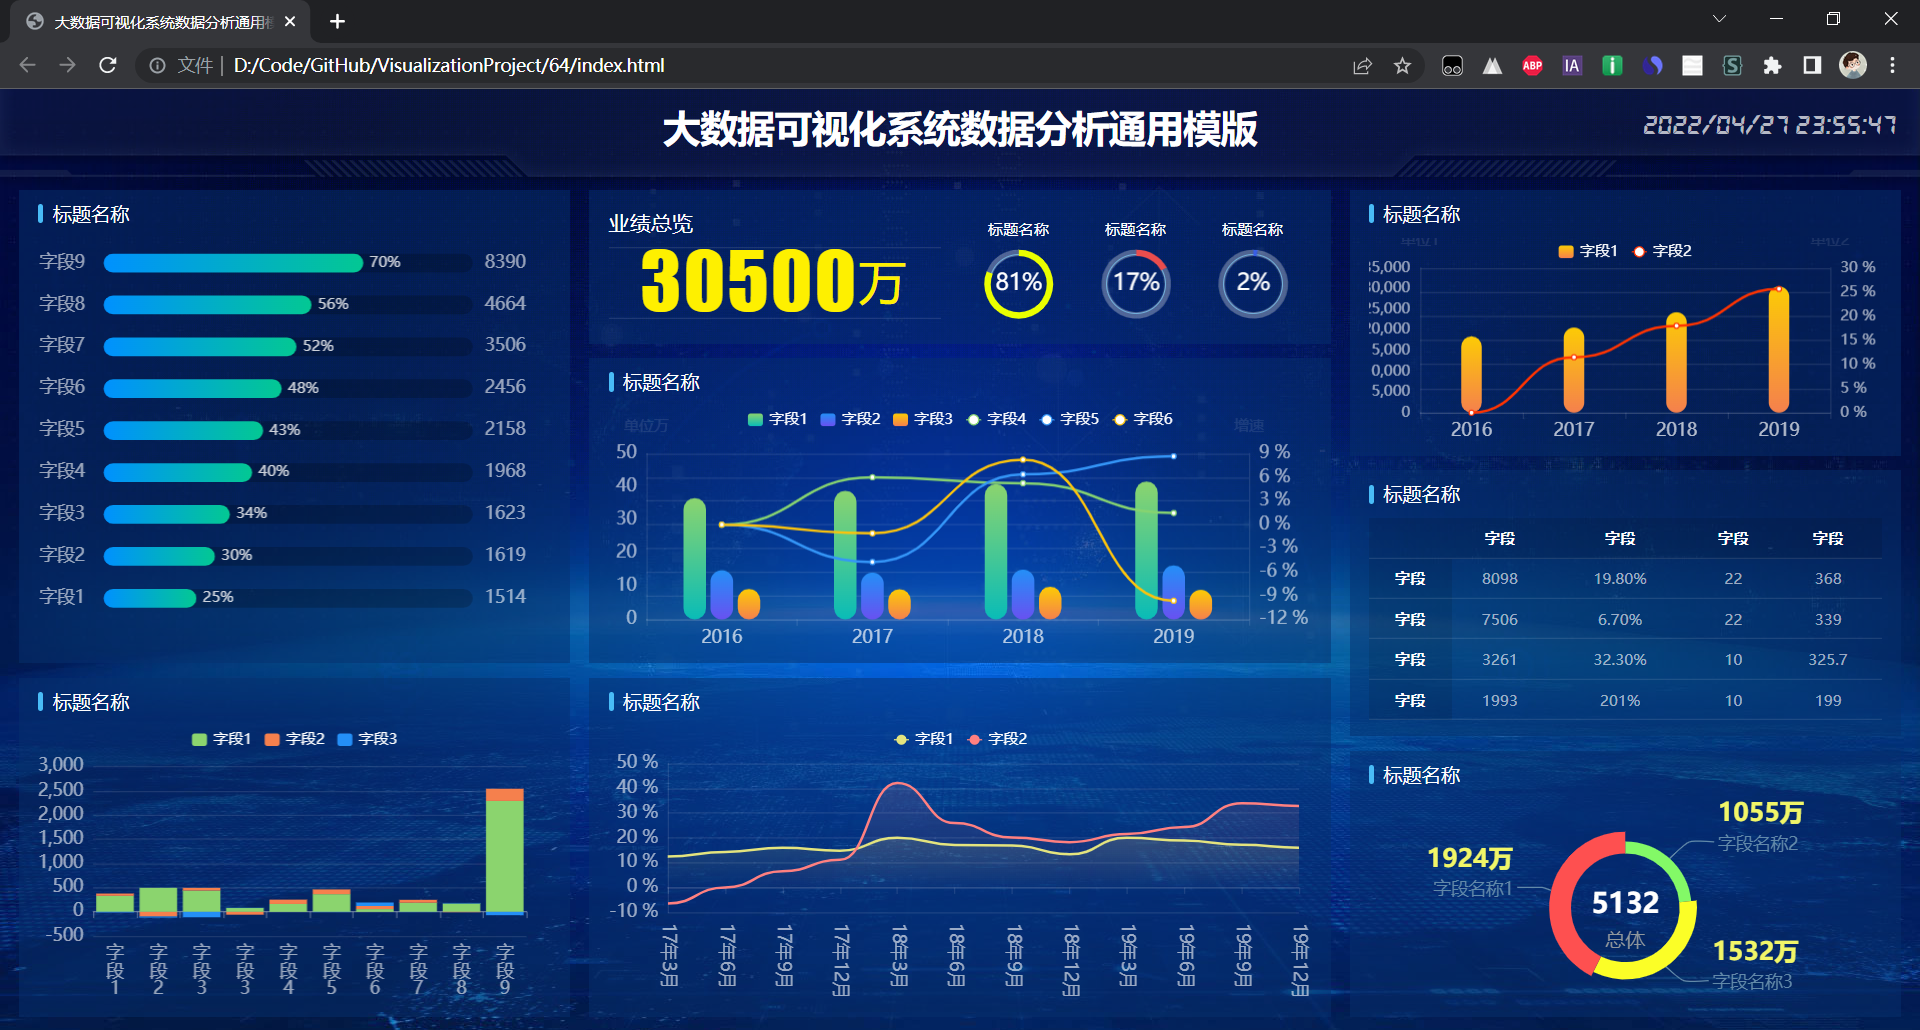 大数据可视化系统数据分析通用模
文件
D:/Code/GitHub/VisualizationProject/64/index.html
ABP
IA
大数据可视化系统数据分析通用模版
2022/04/27 23:55:47
标题名称
字段9 70% 8390
字段8 56% 4664
字段7 52% 3506
字段6 48% 2456
字段5 43% 2158
字段4 40% 1968
字段3 34% 1623
字段2 30% 1619
字段1 25% 1514
标题名称
字段1 字段2 字段3
3,000
2,500
2,000
1,500
1,000
500
0
-500
字段1 字段2 字段3 字段3 字段4 字段5 字段6 字段7 字段8 字段9
业绩总览
30500万
标题名称 标题名称 标题名称
81% 17% 2%
标题名称
字段1 字段2 字段3 字段4 字段5 字段6
单位万 增速
50 9 %
40 6 %
30 3 %
20 0 %
10 -3 %
0 -6 %
-9 %
-12 %
2016 2017 2018 2019
标题名称
字段1 字段2
50 %
40 %
30 %
20 %
10 %
0 %
-10 %
17年3月 17年6月 17年9月 17年12月 18年3月 18年6月 18年9月 18年12月 19年3月 19年6月 19年9月 19年12月
标题名称
单位1 单位2
字段1 字段2
35,000 30 %
30,000 25 %
25,000 20 %
20,000 15 %
5,000 10 %
0,000 5 %
5,000 0 %
0
2016 2017 2018 2019
标题名称
字段 字段 字段 字段
字段 8098 19.80% 22 368
字段 7506 6.70% 22 339
字段 3261 32.30% 10 325.7
字段 1993 201% 10 199
标题名称
1055万
字段名称2
1924万
字段名称1
5132
总体
1532万
字段名称3